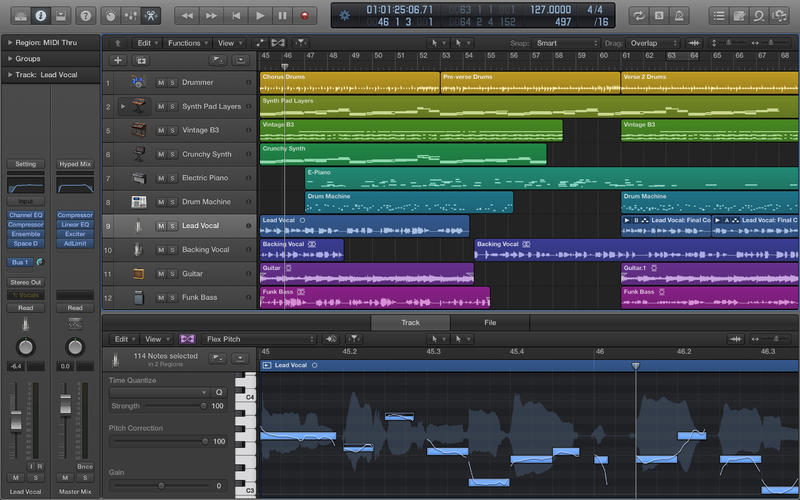 01:01:25:06.71
46 1 3 1
0063 1 1 1
0064 2 4 152
127.0000
497
4/4
/16
Region: MIDI Thru
Groups
Track: Lead Vocal
Edit
Functions
View
Snap: Smart
Drag: Overlap
45 46 47 48 49 50 51 52 53 54 55 56 57 58 59 60 61 62 63 64 65 66 67 68
1 M S Drummer
2 M S Synth Pad Layers
5 M S Vintage B3
6 M S Crunchy Synth
7 M S Electric Piano
8 M S Drum Machine
9 M S Lead Vocal
10 M S Backing Vocal
11 M S Guitar
12 M S Funk Bass
Chorus Drums
Pre-verse Drums
Verse 2 Drums
Synth Pad Layers
Vintage B3
Vintage B3
Crunchy Synth
E-Piano
Drum Machine
Drum Machine
Lead Vocal
B Lead Vocal: Final Co
A Lead Vocal: Final C
Backing Vocal
Backing Vocal
Guitar
Guitar.1
Funk Bass
Funk Bass
Setting
Hyped Mix
Input
Channel EQ
Compressor
Ensemble
Space D
Compressor
Linear EQ
Exciter
AdLimit
Bus 1
Stereo Out
1: Vocals
Read
Read
-6.4
0.0
I R
Bnce
M S
M S
Lead Vocal
Master Mix
Track
File
Edit
View
Flex Pitch
114 Notes selected
in 2 Regions
Time Quantize
Q
Strength
100
Pitch Correction
100
Gain
0
45 45.2 45.3 45.4 46 46.2 46.3
Lead Vocal
C4
C3